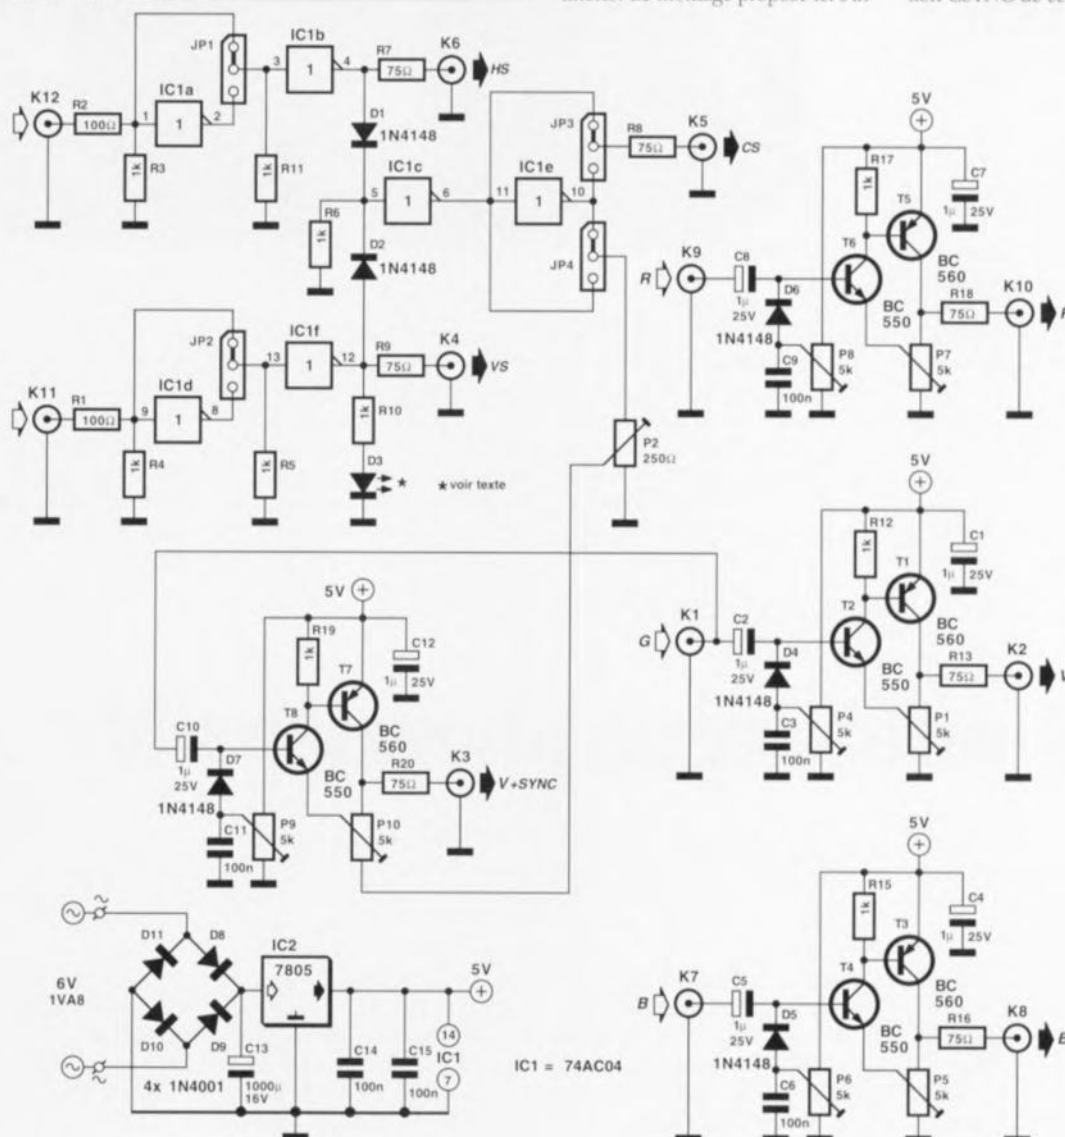 JP1
IC1b
R7
K6
HS
3
1
4
75Ω
K12
R2
100Ω
IC1a
1
1
2
D1
1N4148
R3
1k
R11
1k
JP3
R8
75Ω
K5
CS
IC1c
5
1
6
IC1e
11
1
10
R6
1k
D2
1N4148
JP4
JP2
IC1f
R9
K4
VS
13
1
12
75Ω
K11
R1
100Ω
IC1d
9
1
8
R4
1k
R5
1k
R10
1k
D3
* * voir texte
P2
250Ω
5V
R17
1k
C7
1µ
25V
T5
T6
BC
560
BC
550
R
K9
C8
1µ
25V
D6
1N4148
C9
100n
P8
5k
P7
5k
R18
75Ω
K10
5V
R12
1k
C1
1µ
25V
T1
T2
BC
560
BC
550
G
K1
C2
1µ
25V
D4
1N4148
C3
100n
P4
5k
P1
5k
R13
75Ω
K2
5V
R19
1k
C12
1µ
25V
T7
T8
BC
560
BC
550
C10
1µ
25V
D7
1N4148
C11
100n
P9
5k
P10
5k
R20
75Ω
K3
V+SYNC
5V
R15
1k
C4
1µ
25V
T3
T4
BC
560
BC
550
B
K7
C5
1µ
25V
D5
1N4148
C6
100n
P6
5k
P5
5k
R16
75Ω
K8
6V
1VA8
D11
D8
D10
D9
4x 1N4001
C13
1000µ
16V
IC2
7805
5V
C14
100n
C15
100n
14
IC1
7
IC1 = 74AC04